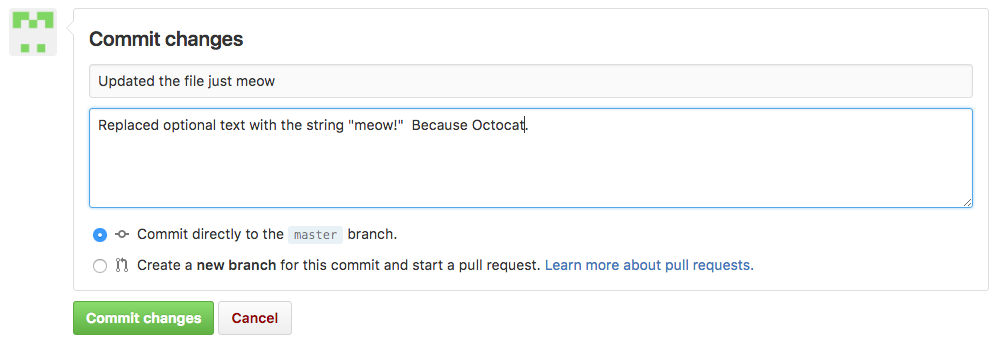 Commit changes
Updated the file just meow
Replaced optional text with the string "meow!"  Because Octocat.
Commit directly to the master branch.
Create a new branch for this commit and start a pull request. Learn more about pull requests.
Commit changes Cancel